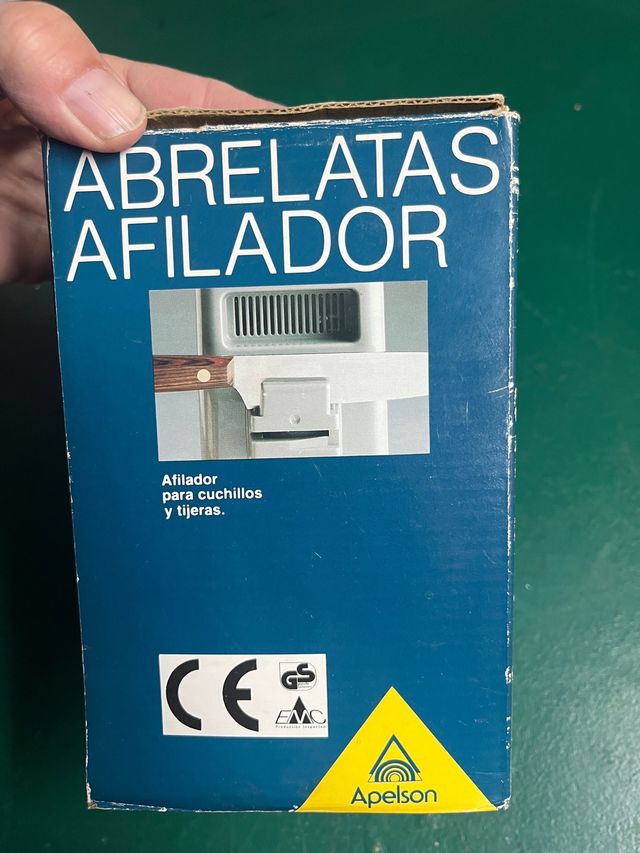 ABRELATAS
AFILADOR
Afilador
para cuchillos
y tijeras.
CE
GS
EMC
Apelson